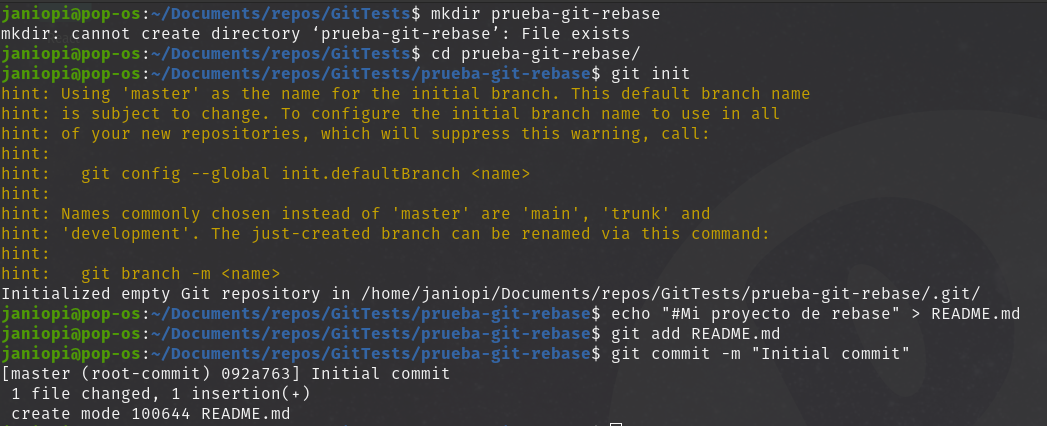 janiopi@pop-os:~/Documents/repos/GitTests$ mkdir prueba-git-rebase
mkdir: cannot create directory ‘prueba-git-rebase’: File exists
janiopi@pop-os:~/Documents/repos/GitTests$ cd prueba-git-rebase/
janiopi@pop-os:~/Documents/repos/GitTests/prueba-git-rebase$ git init
hint: Using 'master' as the name for the initial branch. This default branch name
hint: is subject to change. To configure the initial branch name to use in all
hint: of your new repositories, which will suppress this warning, call:
hint:
hint:   git config --global init.defaultBranch <name>
hint:
hint: Names commonly chosen instead of 'master' are 'main', 'trunk' and
hint: 'development'. The just-created branch can be renamed via this command:
hint:
hint:   git branch -m <name>
Initialized empty Git repository in /home/janiopi/Documents/repos/GitTests/prueba-git-rebase/.git/
janiopi@pop-os:~/Documents/repos/GitTests/prueba-git-rebase$ echo "#Mi proyecto de rebase" > README.md
janiopi@pop-os:~/Documents/repos/GitTests/prueba-git-rebase$ git add README.md
janiopi@pop-os:~/Documents/repos/GitTests/prueba-git-rebase$ git commit -m "Initial commit"
[master (root-commit) 092a763] Initial commit
 1 file changed, 1 insertion(+)
 create mode 100644 README.md